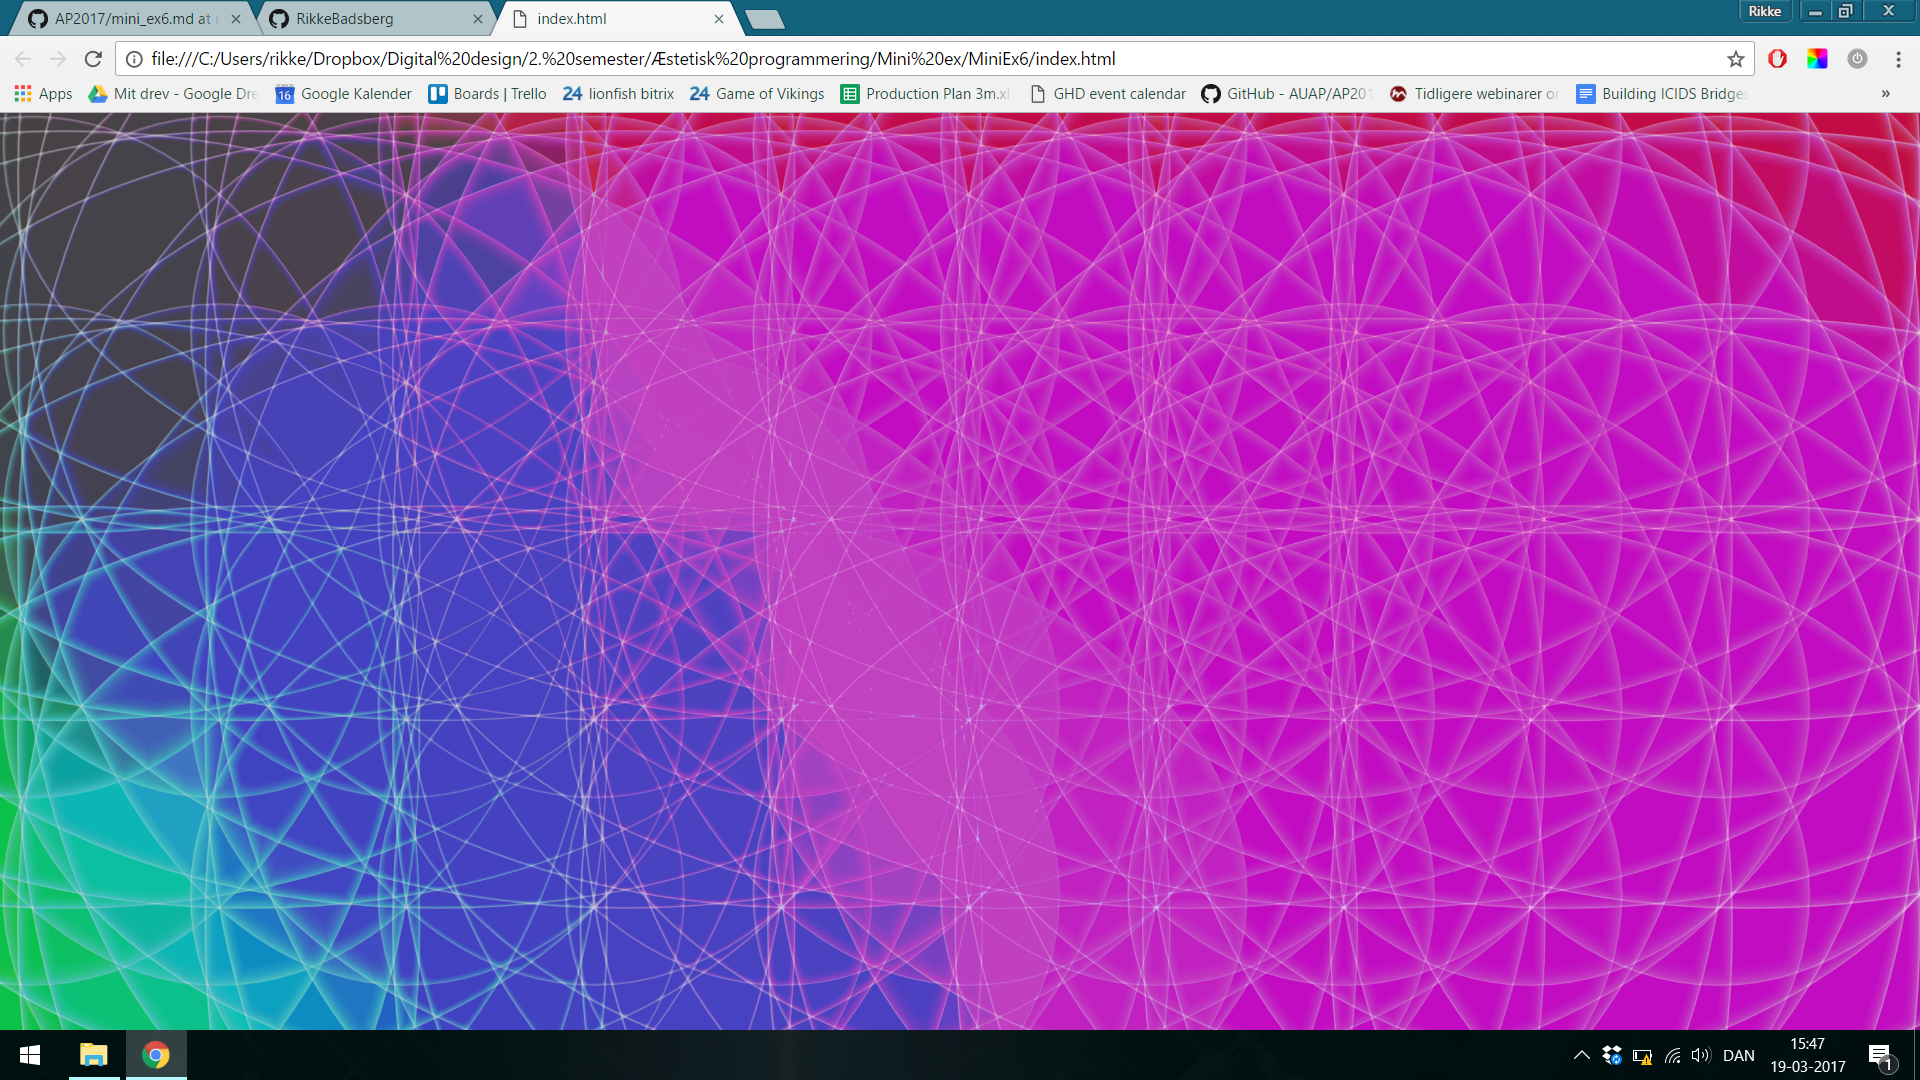 AP2017/mini_ex6.md at
RikkeBadsberg
index.html
Rikke
file:///C:/Users/rikke/Dropbox/Digital%20design/2.%20semester/Æstetisk%20programmering/Mini%20ex/MiniEx6/index.html
Apps
Mit drev - Google Dre
16
Google Kalender
Boards | Trello
24
lionfish bitrix
24
Game of Vikings
Production Plan 3m.xl
GHD event calendar
GitHub - AUAP/AP201
Tidligere webinarer or
Building ICIDS Bridge
»
DAN
15:47
19-03-2017
1